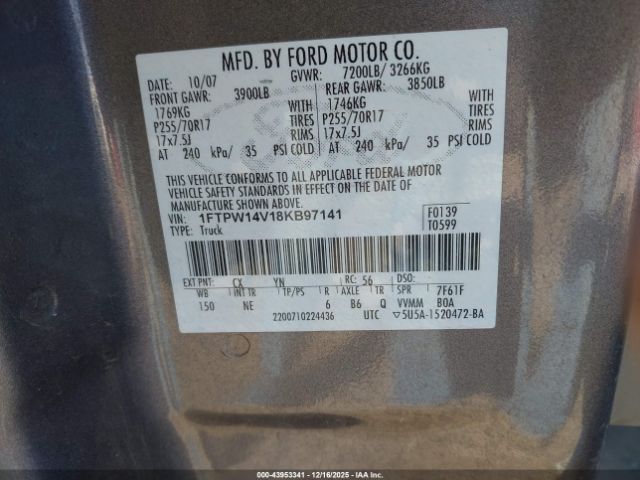 MFD. BY FORD MOTOR CO.
DATE: 10/07 GVWR: 7200LB/ 3266KG
FRONT GAWR: 3900LB REAR GAWR: 3850LB
1769KG WITH 1746KG WITH
P255/70R17 TIRES P255/70R17 TIRES
17x7.5J RIMS 17x7.5J RIMS
AT 240 kPa/ 35 PSI COLD AT 240 kPa/ 35 PSI COLD
THIS VEHICLE CONFORMS TO ALL APPLICABLE FEDERAL MOTOR
VEHICLE SAFETY STANDARDS IN EFFECT ON THE DATE OF
MANUFACTURE SHOWN ABOVE.
VIN: 1FTPW14V18KB97141 F0139
TYPE: Truck T0599
EXT PNT: CX YN RC: 56 DSO:
WB INT TR TP/PS R AXLE TR SPR 7F61F
150 NE 6 B6 Q VVMM BOA
2200710224436 UTC ▽5U5A-1520472-BA
000-43953341 | 12/16/2025 - IAA, LLC